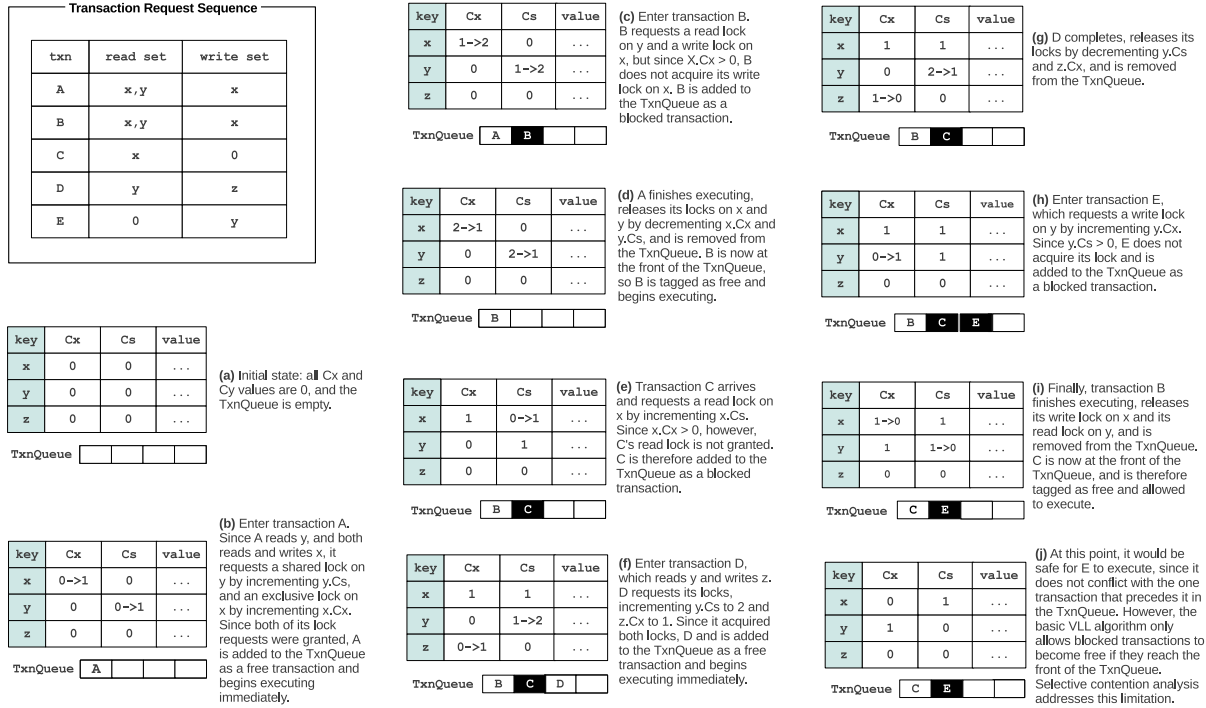 Transaction Request Sequence
txn read set write set
A x,y x
B x,y x
C x 0
D y z
E 0 y
key Cx Cs value
x 0 0 ...
y 0 0 ...
z 0 0 ...
TxnQueue
(a) Initial state: all Cx and
Cy values are 0, and the
TxnQueue is empty.
key Cx Cs value
x 0->1 0 ...
y 0 0->1 ...
z 0 0 ...
TxnQueue A
(b) Enter transaction A.
Since A reads y, and both
reads and writes x, it
requests a shared lock on
y by incrementing y.Cs,
and an exclusive lock on
x by incrementing x.Cx.
Since both of its lock
requests were granted, A
is added to the TxnQueue
as a free transaction and
begins executing
immediately.
key Cx Cs value
x 1->2 0 ...
y 0 1->2 ...
z 0 0 ...
TxnQueue A B
(c) Enter transaction B.
B requests a read lock
on y and a write lock on
x, but since X.Cx > 0, B
does not acquire its write
lock on x. B is added to
the TxnQueue as a
blocked transaction.
key Cx Cs value
x 2->1 0 ...
y 0 2->1 ...
z 0 0 ...
TxnQueue B
(d) A finishes executing,
releases its locks on x and
y by decrementing x.Cx and
y.Cs, and is removed from
the TxnQueue. B is now at
the front of the TxnQueue,
so B is tagged as free and
begins executing.
key Cx Cs value
x 1 0->1 ...
y 0 1 ...
z 0 0 ...
TxnQueue B C
(e) Transaction C arrives
and requests a read lock on
x by incrementing x.Cs.
Since x.Cx > 0, however,
C's read lock is not granted.
C is therefore added to the
TxnQueue as a blocked
transaction.
key Cx Cs value
x 1 1 ...
y 0 1->2 ...
z 0->1 0 ...
TxnQueue B C D
(f) Enter transaction D,
which reads y and writes z.
D requests its locks,
incrementing y.Cs to 2 and
z.Cx to 1. Since it acquired
both locks, D and is added
to the TxnQueue as a free
transaction and begins
executing immediately.
key Cx Cs value
x 1 1 ...
y 0 2->1 ...
z 1->0 0 ...
TxnQueue B C
(g) D completes, releases its
locks by decrementing y.Cs
and z.Cx, and is removed
from the TxnQueue.
key Cx Cs value
x 1 1 ...
y 0->1 1 ...
z 0 0 ...
TxnQueue B C E
(h) Enter transaction E,
which requests a write lock
on y by incrementing y.Cx.
Since y.Cs > 0, E does not
acquire its lock and is
added to the TxnQueue as
a blocked transaction.
key Cx Cs value
x 1->0 1 ...
y 1 1->0 ...
z 0 0 ...
TxnQueue C E
(i) Finally, transaction B
finishes executing, releases
its write lock on x and its
read lock on y, and is
removed from the TxnQueue.
C is now at the front of the
TxnQueue, and is therefore
tagged as free and allowed
to execute.
key Cx Cs value
x 0 1 ...
y 1 0 ...
z 0 0 ...
TxnQueue C E
(j) At this point, it would be
safe for E to execute, since it
does not conflict with the one
transaction that precedes it in
the TxnQueue. However, the
basic VLL algorithm only
allows blocked transactions to
become free if they reach the
front of the TxnQueue.
Selective contention analysis
addresses this limitation.